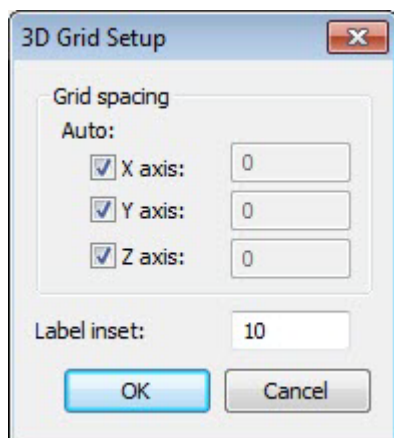 3D Grid Setup
Grid spacing
Auto:
X axis: 0
Y axis: 0
Z axis: 0
Label inset: 10
OK Cancel